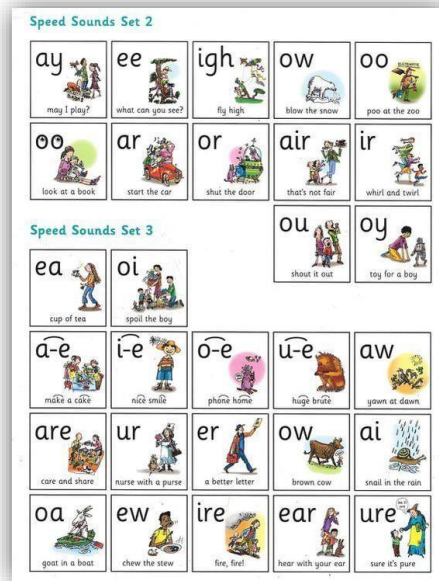 Speed Sounds Set 2
ay ee igh ow oo
may I play? what can you see? fly high blow the snow poo at the zoo
oo ar or air ir
look at a book start the car shut the door that's not fair whirl and twirl
ou oy
shout it out toy for a boy
Speed Sounds Set 3
ea oi
cup of tea spoil the boy
a-e i-e o-e u-e aw
make a cake nice smile phone home huge brute yawn at dawn
are ur er ow ai
care and share nurse with a purse a better letter brown cow snail in the rain
oa ew ire ear ure
goat in a boat chew the stew fire, fire! hear with your ear sure it's pure